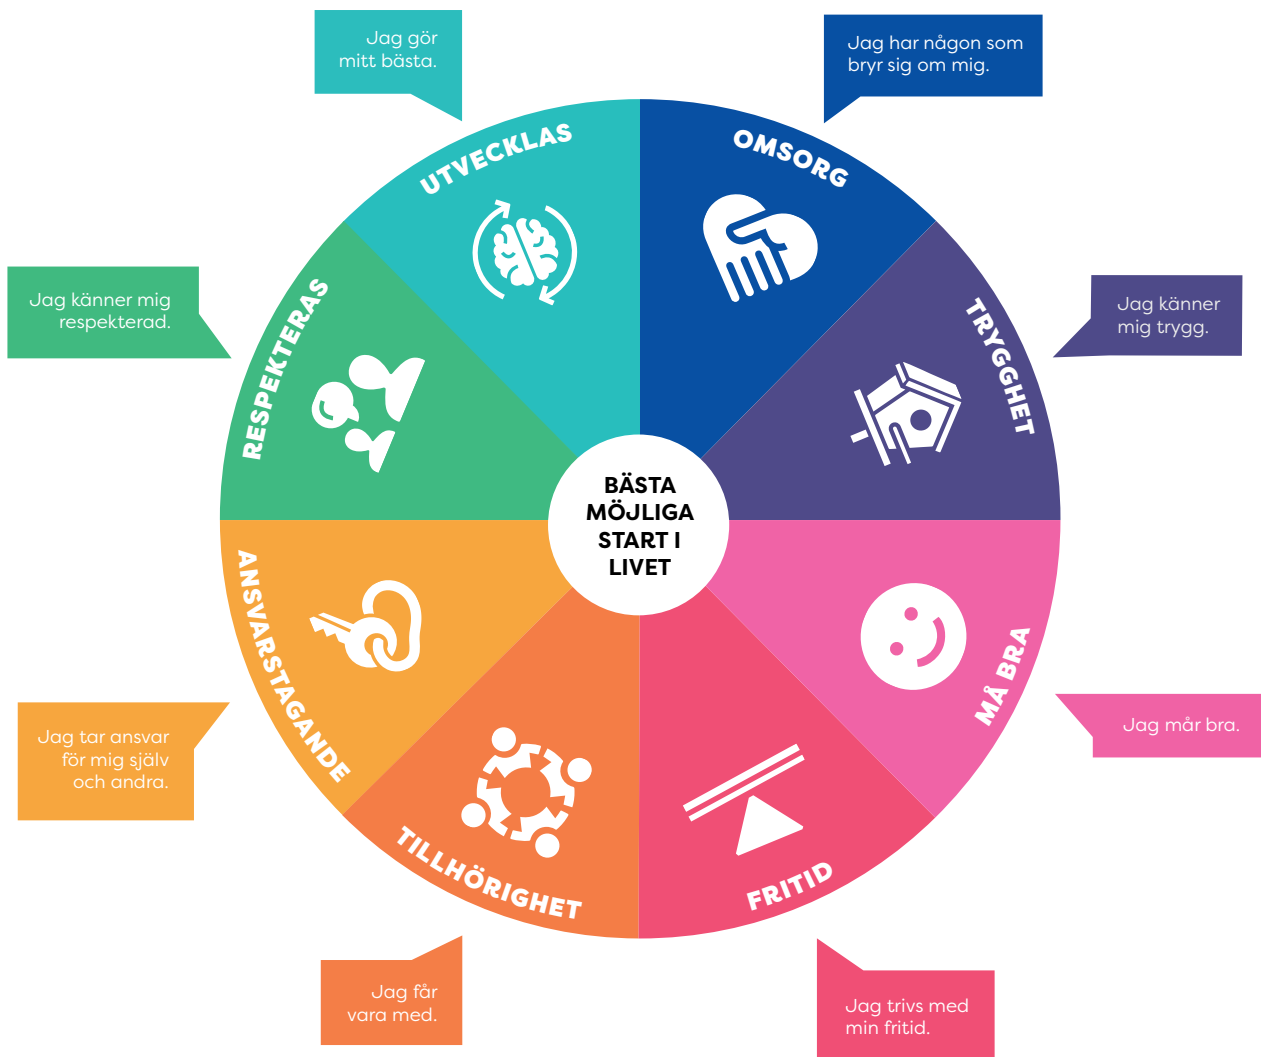 Jag gör
mitt bästa.
Jag har någon som
bryr sig om mig.
UTVECKLAS
OMSORG
Jag känner mig
respekterad.
RESPEKTERAS
TRYGGHET
Jag känner
mig trygg.
BÄSTA
MÖJLIGA
START I
LIVET
ANSVARSTAGANDE
MÅ BRA
Jag tar ansvar
för mig själv
och andra.
Jag mår bra.
TILLHÖRIGHET
FRITID
Jag får
vara med.
Jag trivs med
min fritid.